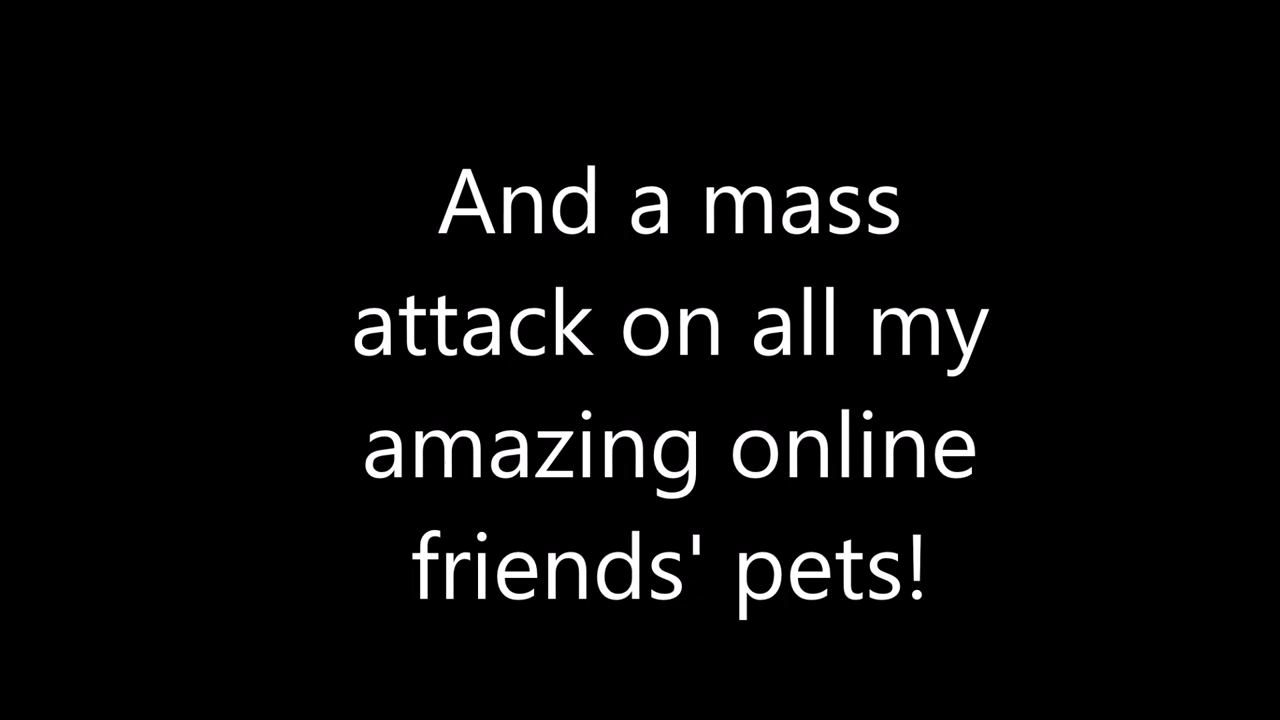 And a mass
attack on all my
amazing online
friends' pets!